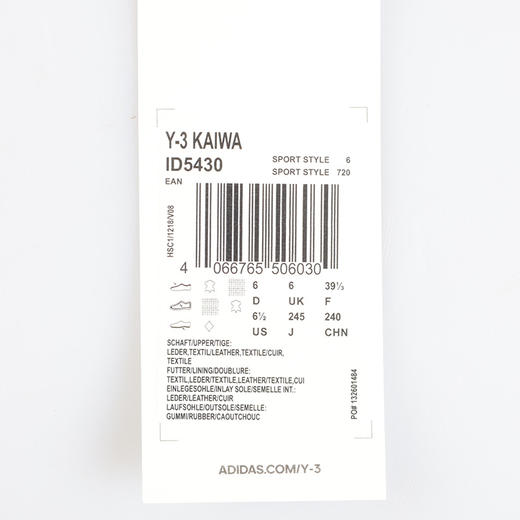 Y-3 KAIWA
ID5430
SPORT STYLE 6
SPORT STYLE 720
EAN
HSC1/1218/V08
4 066765 506030
6 6 39⅓
D UK F
6½ 245 240
US J CHN
SCHAFT/UPPER/TIGE:
LEDER,TEXTIL/LEATHER,TEXTILE/CUIR,
TEXTILE
FUTTER/LINING/DOUBLURE:
TEXTIL,LEDER/TEXTILE,LEATHER/TEXTILE,CUI
EINLEGESOHLE/INLAY SOLE/SEMELLE INT.:
LEDER/LEATHER/CUIR
LAUFSOHLE/OUTSOLE/SEMELLE:
GUMMI/RUBBER/CAOUTCHOUC
PO# 132601484
ADIDAS.COM/Y-3